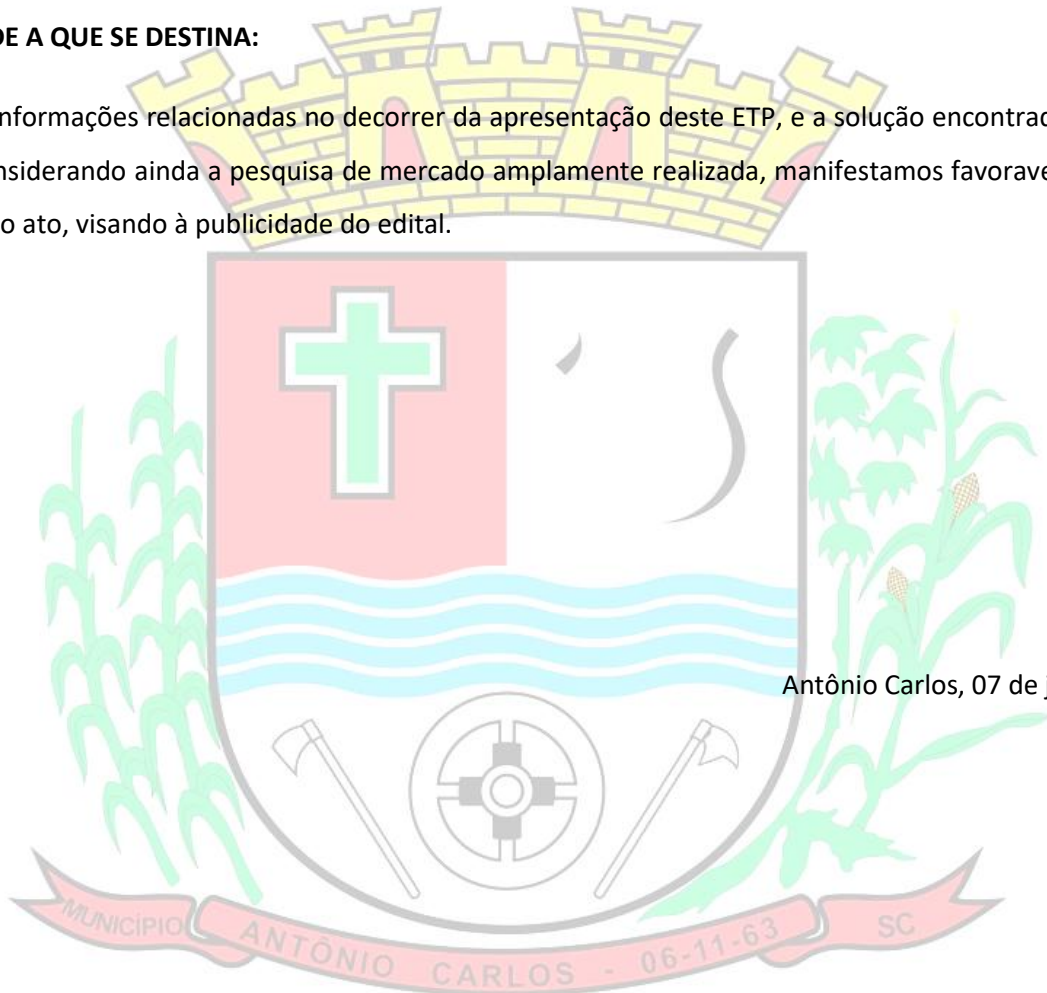 DE A QUE SE DESTINA:
nformações relacionadas no decorrer da apresentação deste ETP, e a solução encontrad
nsiderando ainda a pesquisa de mercado amplamente realizada, manifestamos favorave
o ato, visando à publicidade do edital.
Antônio Carlos, 07 de j
MUNICÍPIO ANTÔNIO CARLOS - 06-11-63 SC